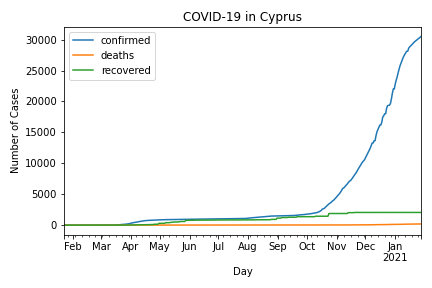 COVID-19 in Cyprus
confirmed
deaths
recovered
Number of Cases
30000
25000
20000
15000
10000
5000
0
Feb Mar Apr May Jun Jul Aug Sep Oct Nov Dec Jan
2021
Day